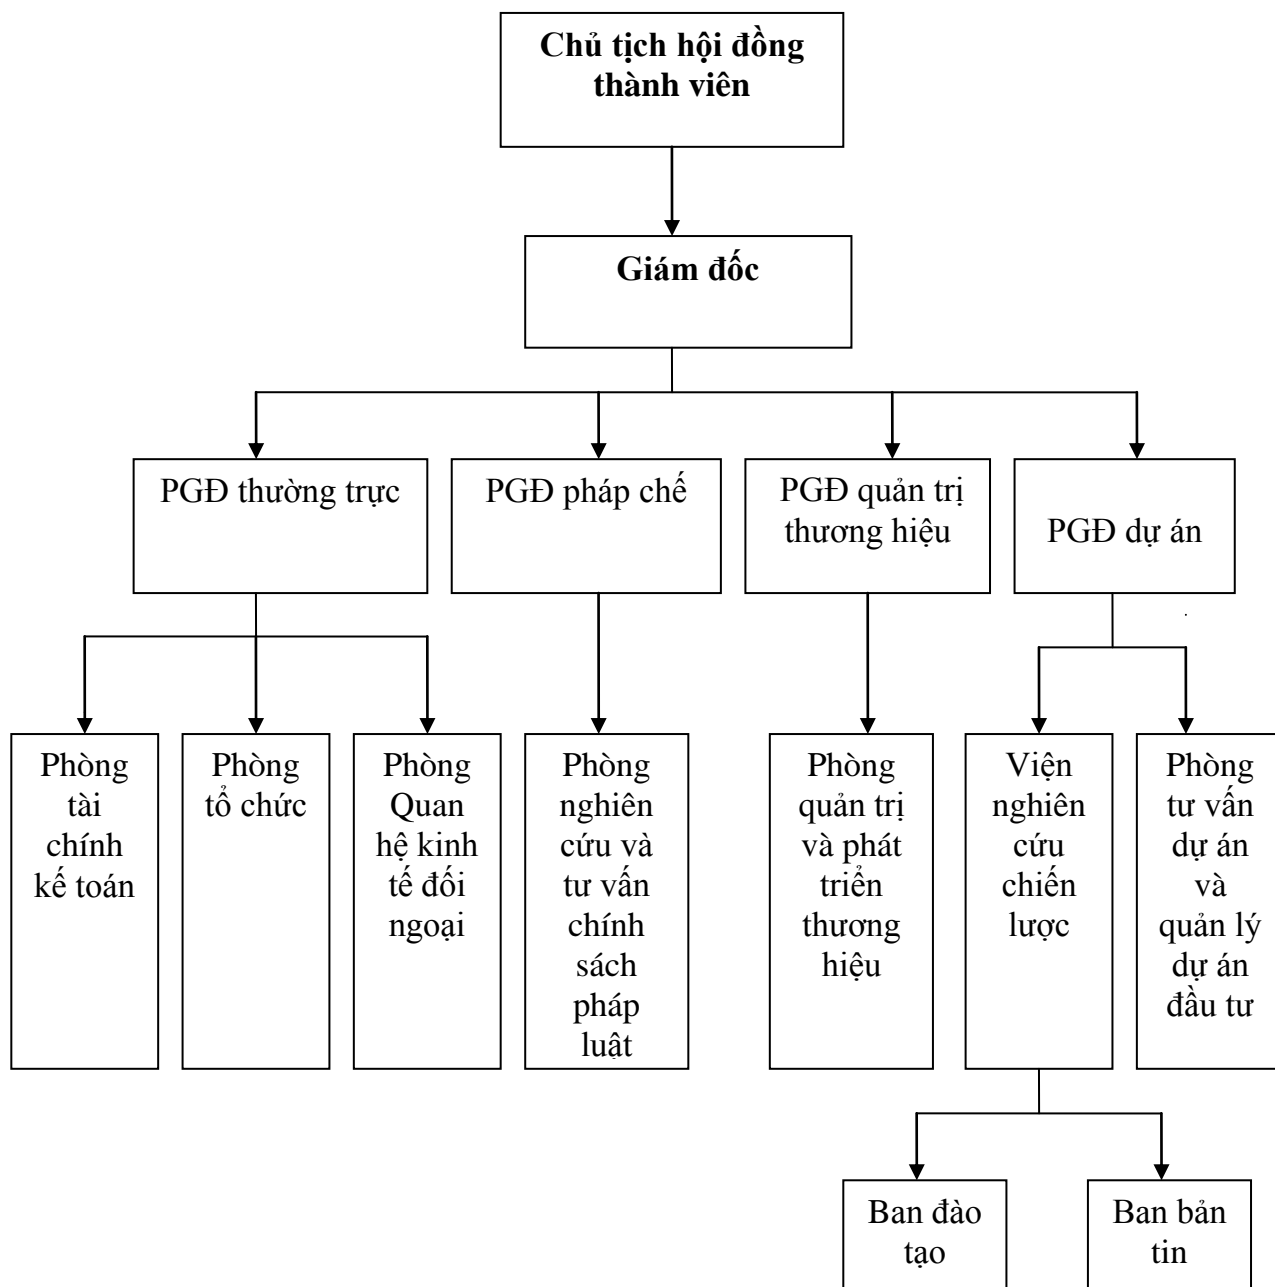 Chủ tịch hội đồng
thành viên
Giám đốc
PGĐ thường trực
PGĐ pháp chế
PGĐ quản trị
thương hiệu
PGĐ dự án
Phòng
tài
chính
kế toán
Phòng
tổ chức
Phòng
Quan
hệ kinh
tế đối
ngoại
Phòng
nghiên
cứu và
tư vấn
chính
sách
pháp
luật
Phòng
quản trị
và phát
triển
thương
hiệu
Viện
nghiên
cứu
chiến
lược
Phòng
tư vấn
dự án
và
quản lý
dự án
đầu tư
Ban đào
tạo
Ban bản
tin